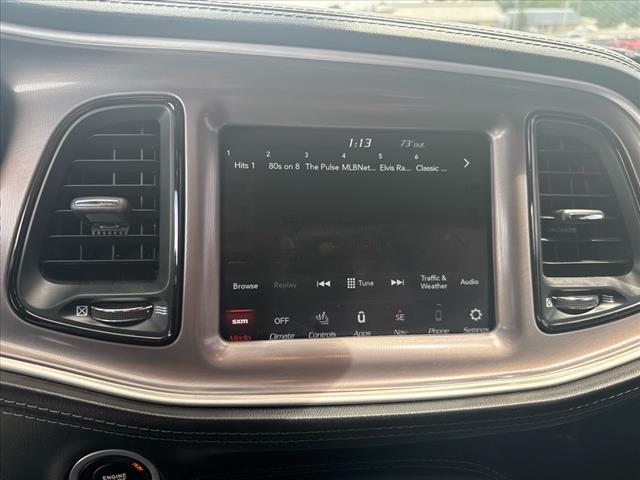 1:13 73°out.
1 2 3 4 5 6
Hits 1 80s on 8 The Pulse MLBNet... Elvis Ra... Classic ...
Browse Replay Tune Traffic & Weather Audio
sxm OFF SE
Media Climate Controls Apps Nav Phone Settings
ENGINE